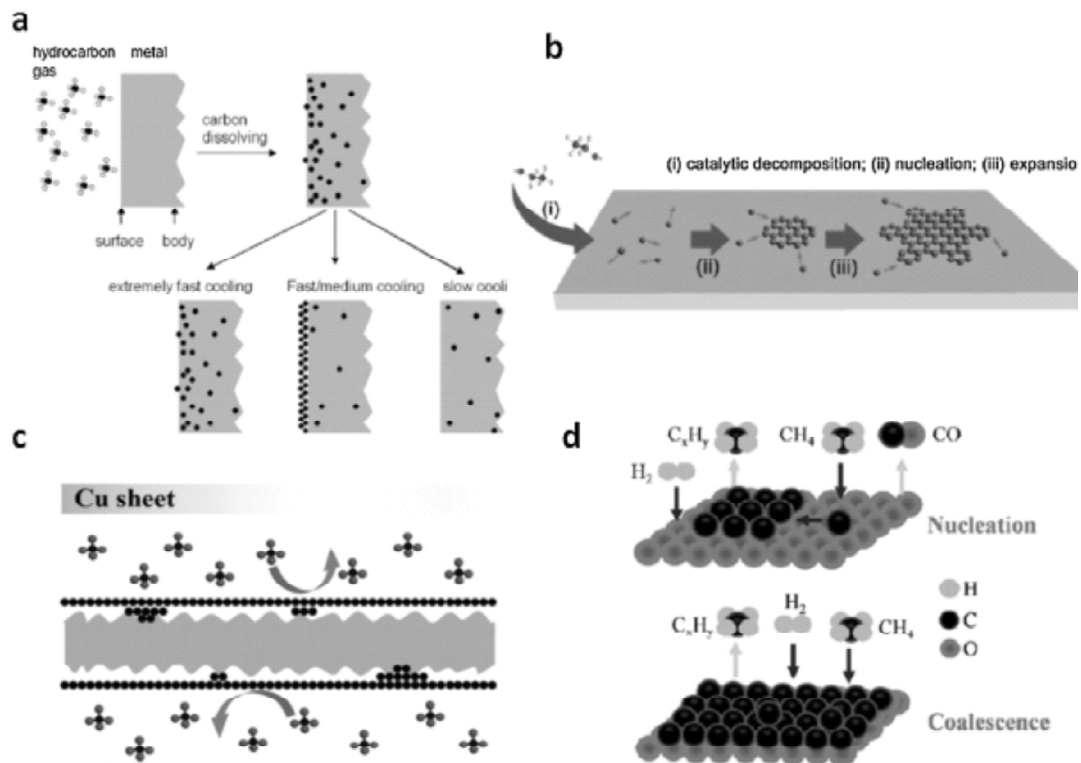 a
hydrocarbon metal
gas
carbon
dissolving
surface body
extremely fast cooling
Fast/medium cooling
slow cooli
b
(i) catalytic decomposition; (ii) nucleation; (iii) expansio
(i)
(ii)
(iii)
c
Cu sheet
d
CxHy
CH4
CO
H2
Nucleation
H
C
O
CxHy
H2
CH4
Coalescence